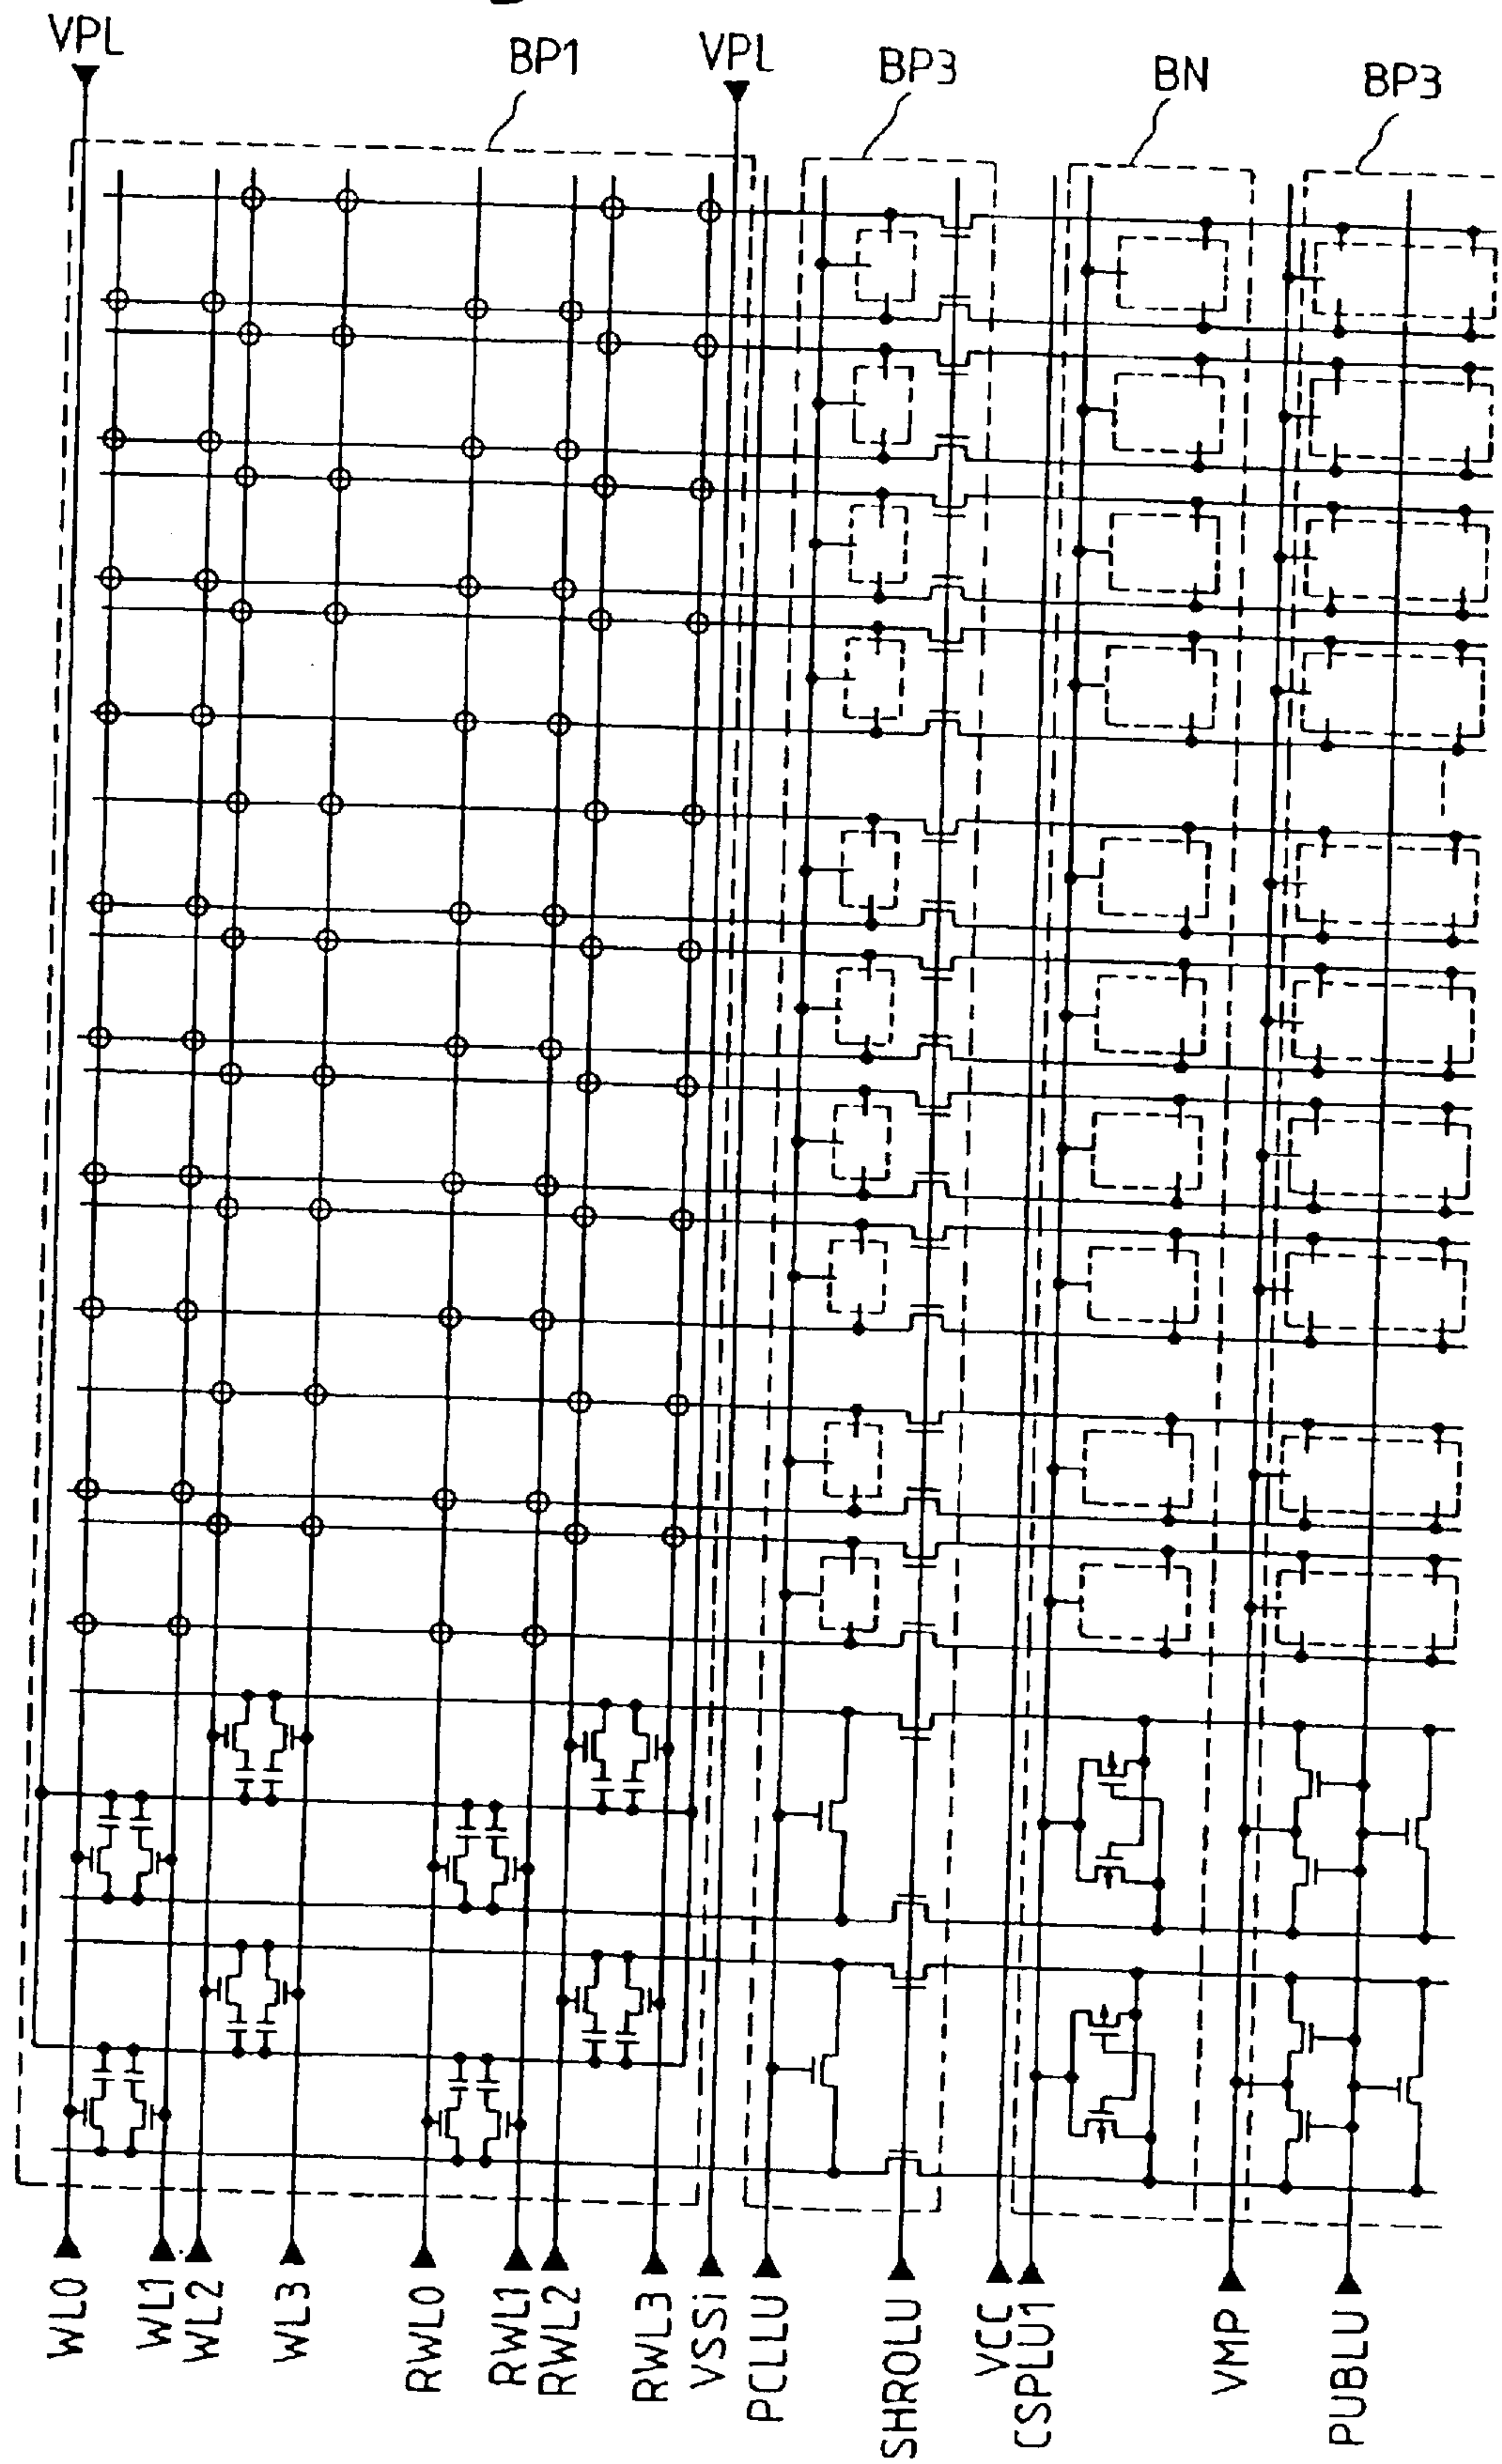 VPL
BP1
VPL
BP3
BN
BP3
WL0
WL1
WL2
WL3
RWL0
RWL1
RWL2
RWL3
VSSi
PCLLU
SHROLU
VCC
CSPLU1
VMP
PUBLU